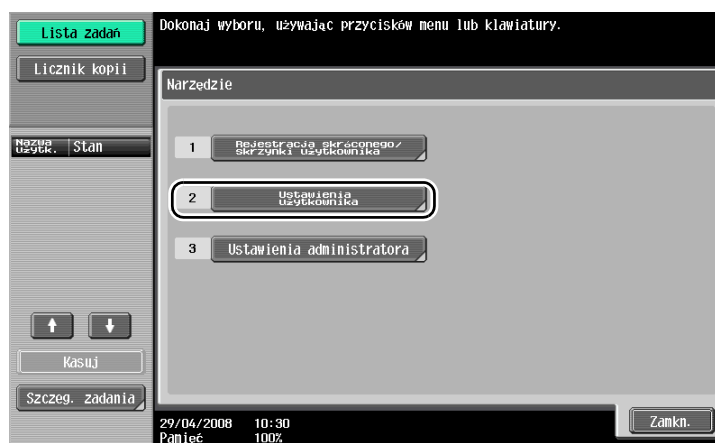 Lista zadań
Dokonaj wyboru, używając przycisków menu lub klawiatury.
Licznik kopii
Narzędzie
Nazwa użytk.
Stan
1 Rejestracja skróconego/
skrzynki użytkownika
2 Ustawienia
użytkownika
3 Ustawienia administratora
Kasuj
Szczeg. zadania
Zamkn.
29/04/2008 10:30
Pamięć 100%